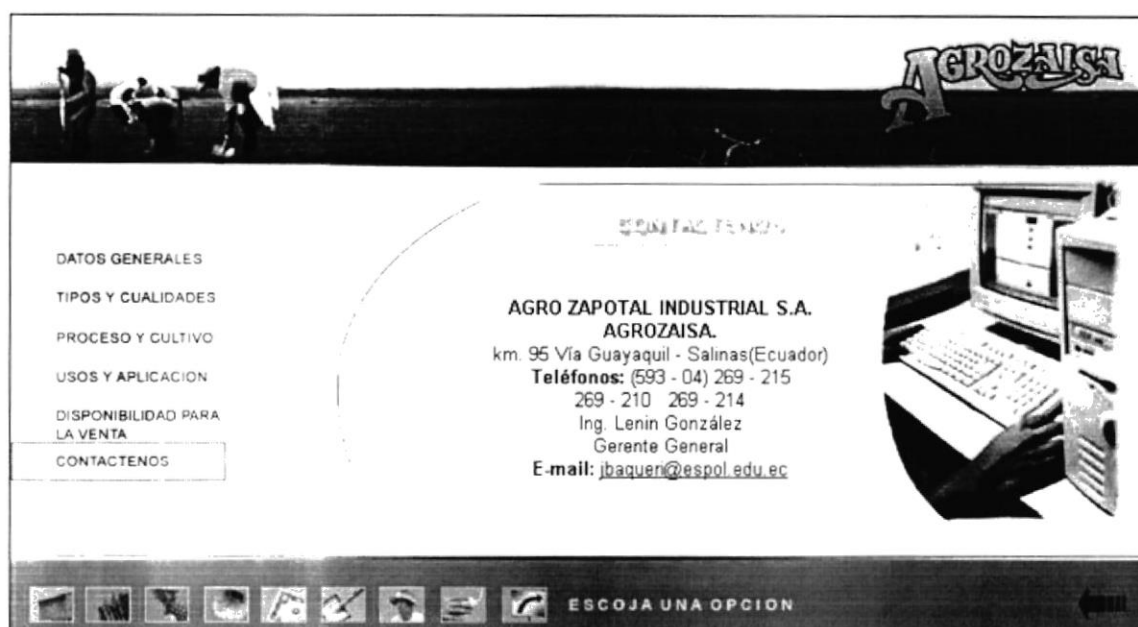 AGROZAISA
CONTACTENOS
DATOS GENERALES
TIPOS Y CUALIDADES
PROCESO Y CULTIVO
USOS Y APLICACION
DISPONIBILIDAD PARA
LA VENTA
CONTACTENOS
AGRO ZAPOTAL INDUSTRIAL S.A.
AGROZAISA.
km. 95 Vía Guayaquil - Salinas(Ecuador)
Teléfonos: (593 - 04) 269 - 215
269 - 210 269 - 214
Ing. Lenin González
Gerente General
E-mail: jbaqueri@espol.edu.ec
ESCOJA UNA OPCION